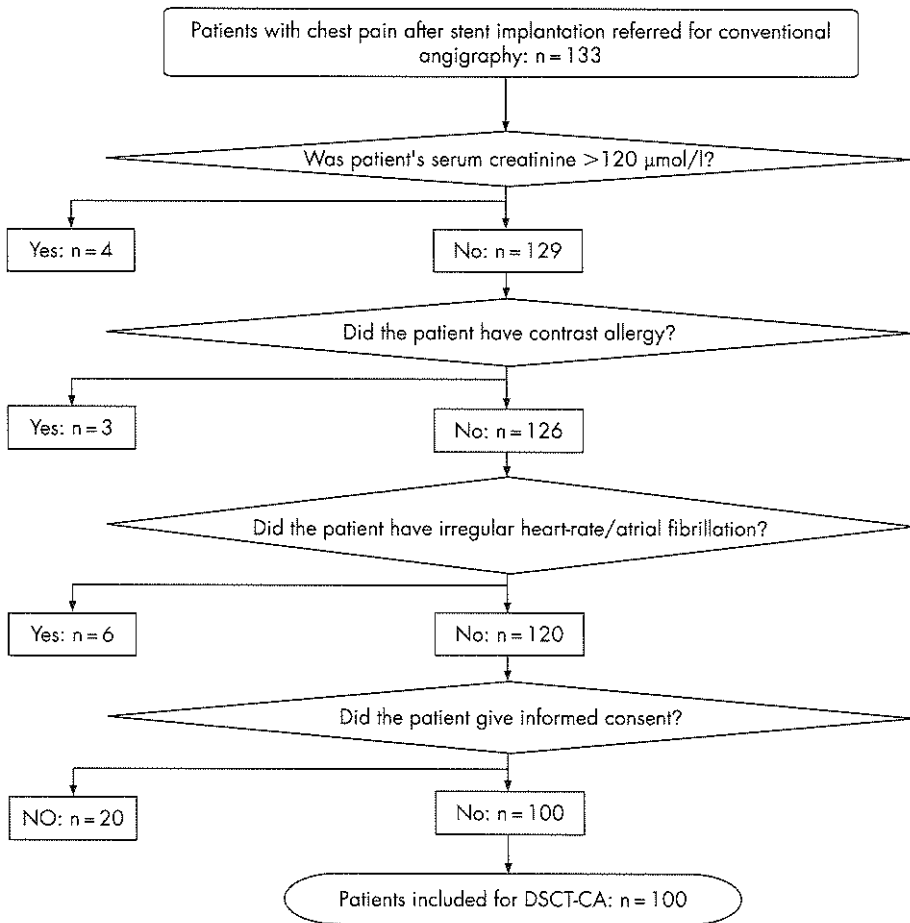 Patients with chest pain after stent implantation referred for conventional
angigraphy: n = 133
Was patient's serum creatinine >120 μmol/l?
Yes: n = 4
No: n = 129
Did the patient have contrast allergy?
Yes: n = 3
No: n = 126
Did the patient have irregular heart-rate/atrial fibrillation?
Yes: n = 6
No: n = 120
Did the patient give informed consent?
NO: n = 20
No: n = 100
Patients included for DSCT-CA: n = 100